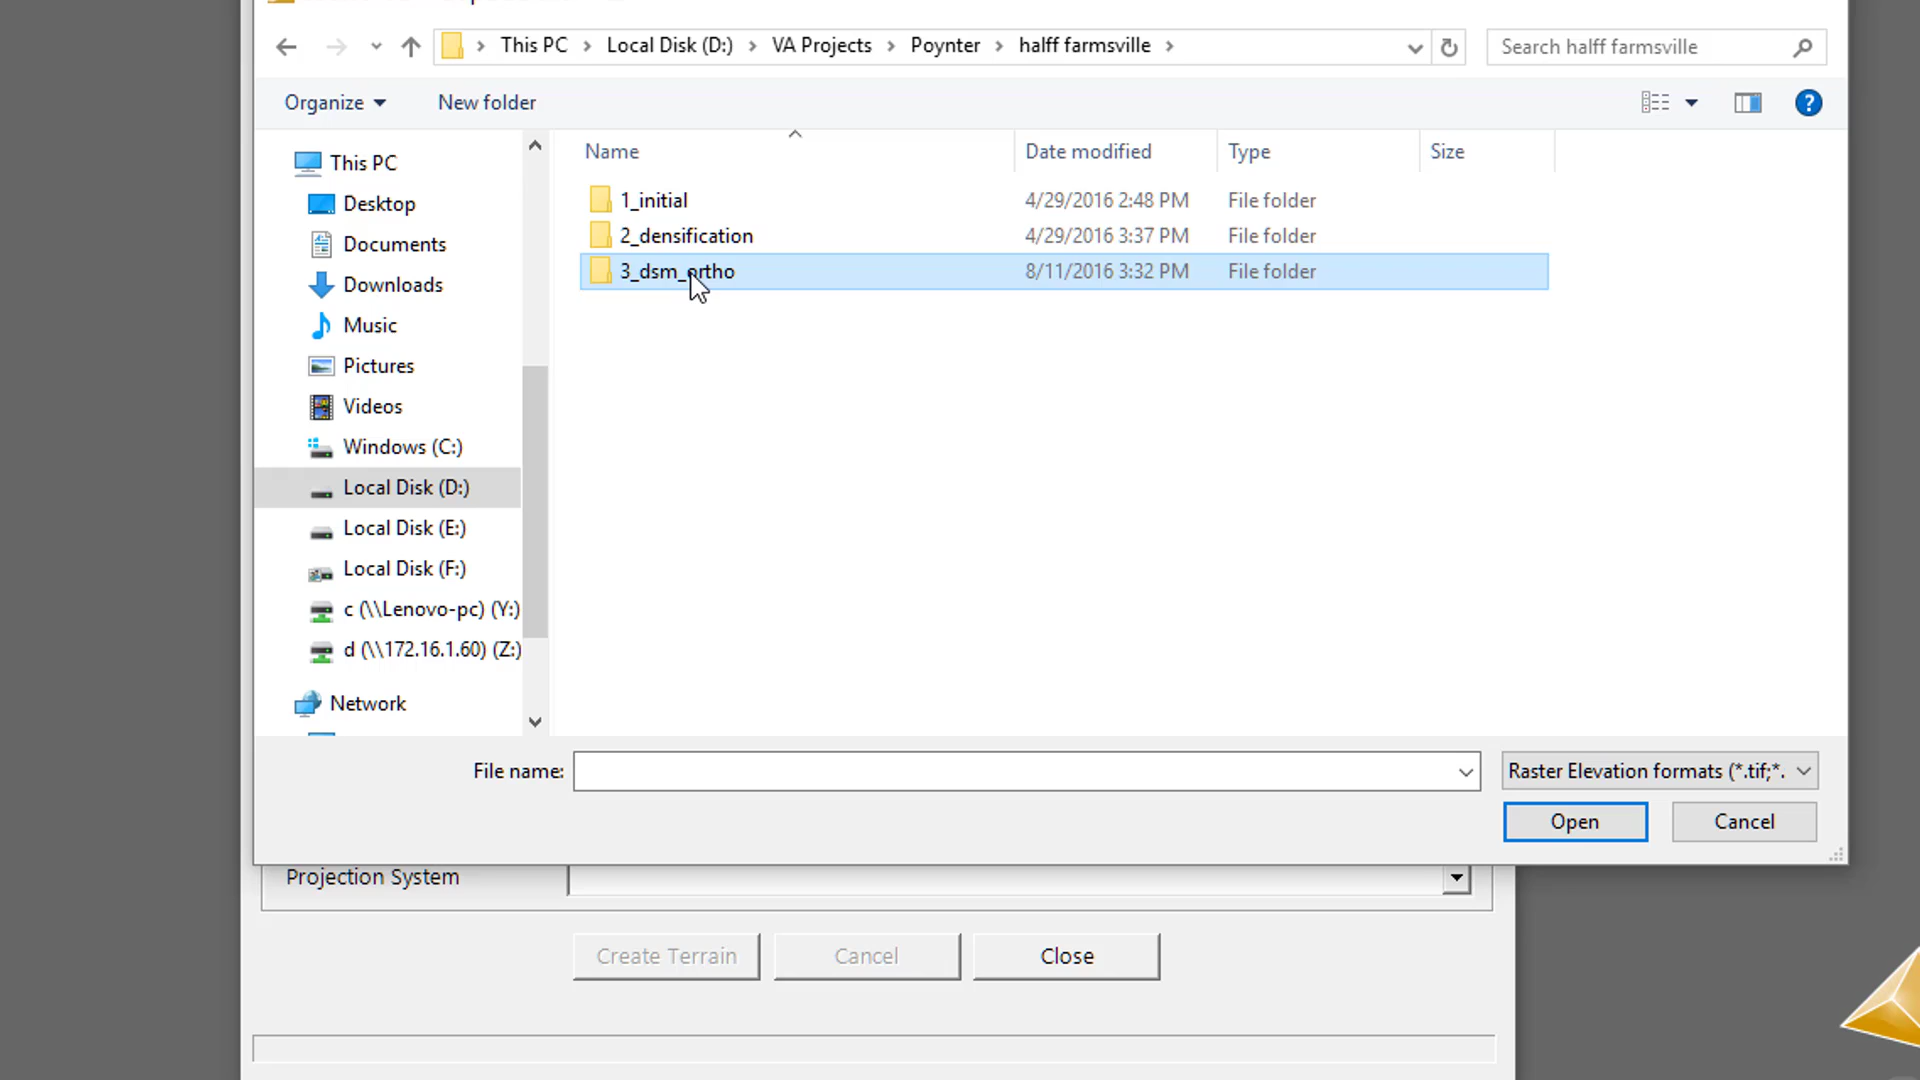 This PC > Local Disk (D:) > VA Projects > Poynter > halff farmsville >
Search halff farmsville
Organize
New folder
?
Name
Date modified
Type
Size
This PC
Desktop
Documents
Downloads
Music
Pictures
Videos
Windows (C:)
Local Disk (D:)
Local Disk (E:)
Local Disk (F:)
c (\\Lenovo-pc) (Y:)
d (\\172.16.1.60) (Z:)
Network
1_initial 4/29/2016 2:48 PM File folder
2_densification 4/29/2016 3:37 PM File folder
3_dsm_ortho 8/11/2016 3:32 PM File folder
File name:
Raster Elevation formats (*.tif;*.
Open
Cancel
Projection System
Create Terrain
Cancel
Close